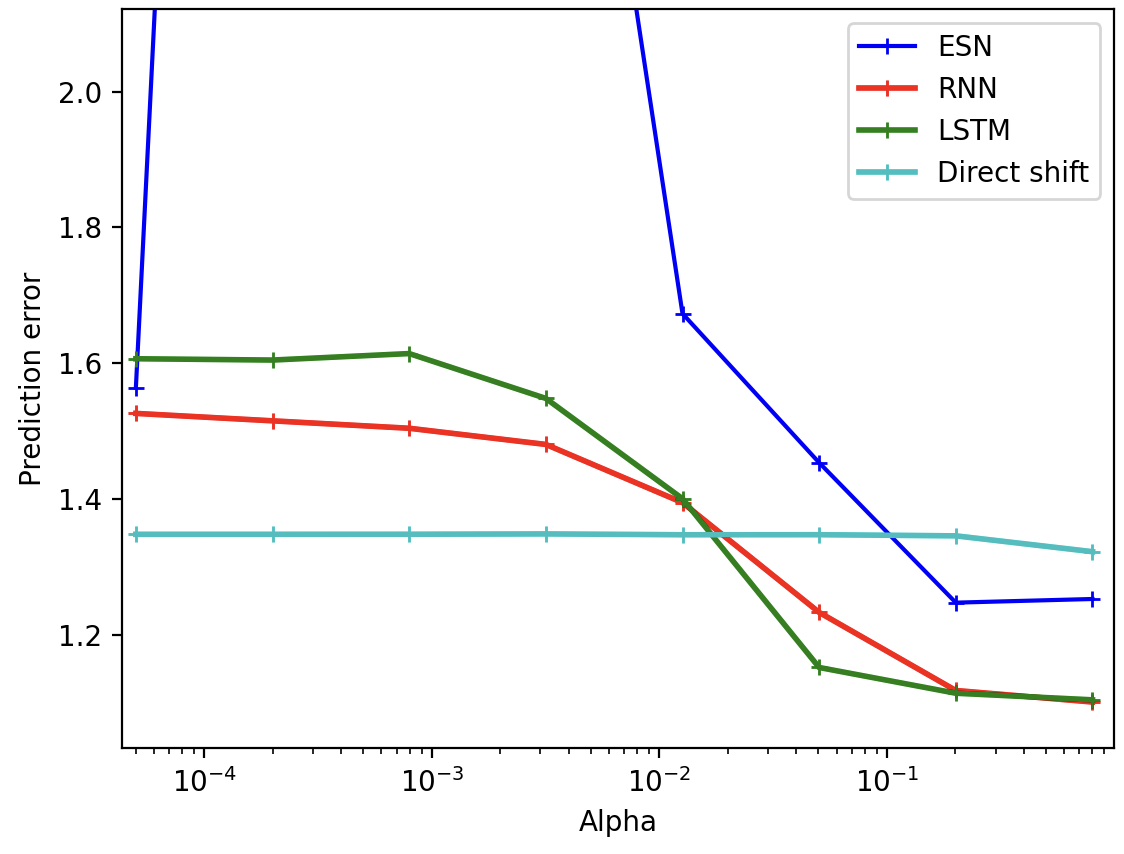 ESN
RNN
LSTM
Direct shift
2.0
1.8
1.6
1.4
1.2
Prediction error
10⁻⁴ 10⁻³ 10⁻² 10⁻¹
Alpha